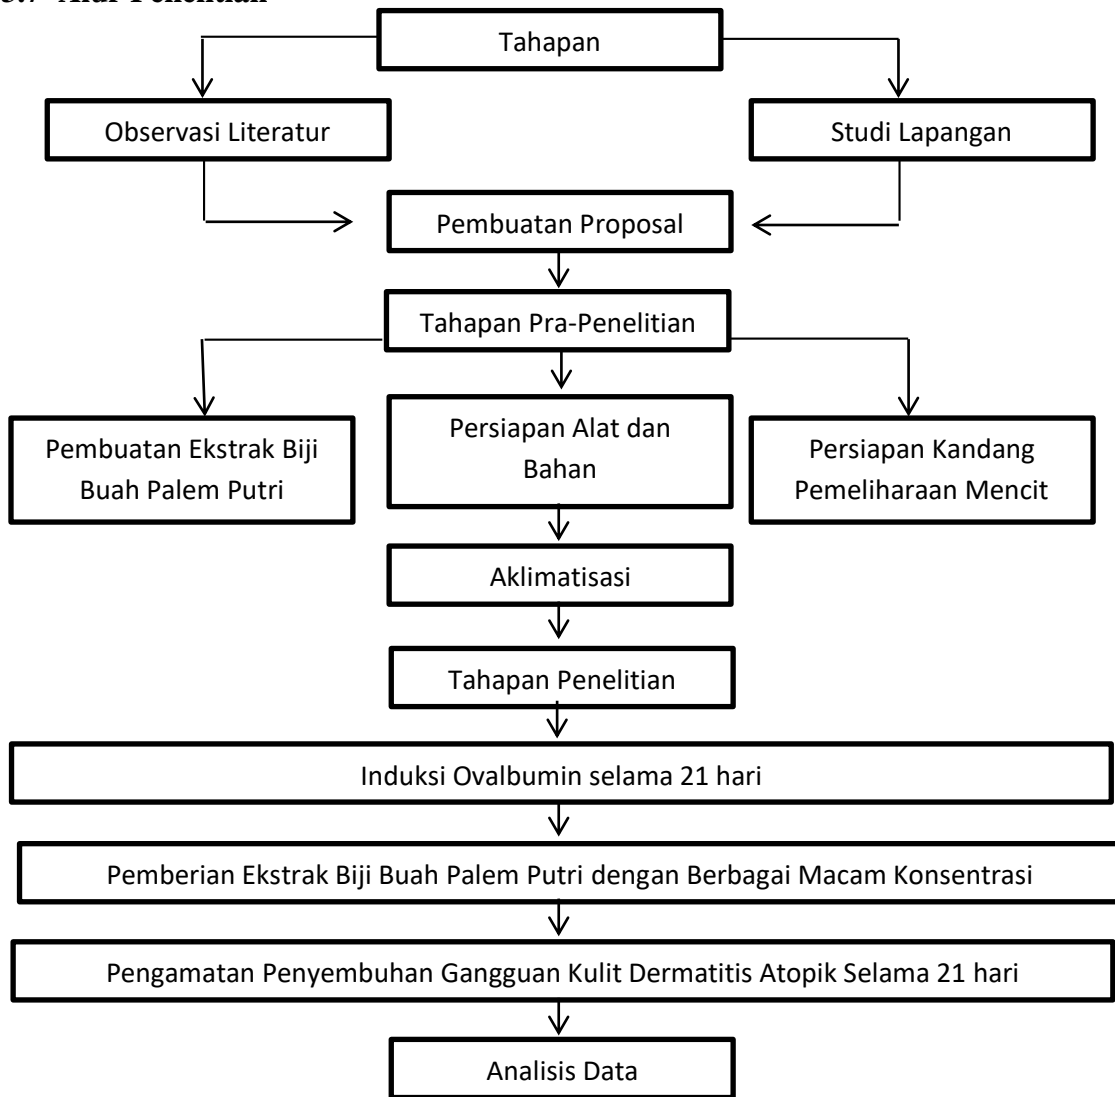 Tahapan
Observasi Literatur
Studi Lapangan
Pembuatan Proposal
Tahapan Pra-Penelitian
Pembuatan Ekstrak Biji
Buah Palem Putri
Persiapan Alat dan
Bahan
Persiapan Kandang
Pemeliharaan Mencit
Aklimatisasi
Tahapan Penelitian
Induksi Ovalbumin selama 21 hari
Pemberian Ekstrak Biji Buah Palem Putri dengan Berbagai Macam Konsentrasi
Pengamatan Penyembuhan Gangguan Kulit Dermatitis Atopik Selama 21 hari
Analisis Data